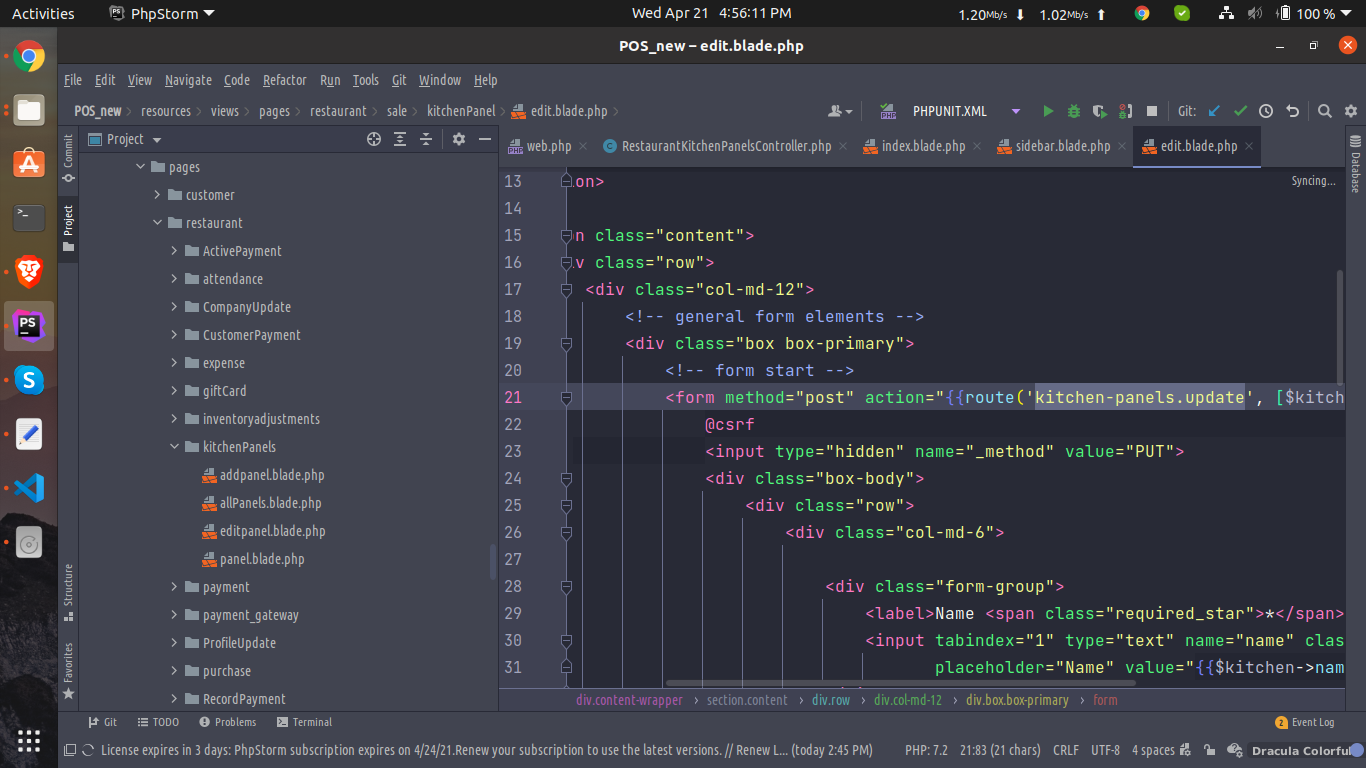 Activities PhpStorm Wed Apr 21 4:56:11 PM 1.20Mb/s 1.02Mb/s 100 %
POS_new – edit.blade.php
File Edit View Navigate Code Refactor Run Tools Git Window Help
POS_new resources views pages restaurant sale kitchenPanel edit.blade.php PHPUNIT.XML Git:
Project web.php RestaurantKitchenPanelsController.php index.blade.php sidebar.blade.php edit.blade.php
Commit
Project
Structure
Favorites
Database
pages
customer
restaurant
ActivePayment
attendance
CompanyUpdate
CustomerPayment
expense
giftCard
inventoryadjustments
kitchenPanels
addpanel.blade.php
allPanels.blade.php
editpanel.blade.php
panel.blade.php
payment
payment_gateway
ProfileUpdate
purchase
RecordPayment
Syncing...
13 .on>
14
15 n class="content">
16 .v class="row">
17 <div class="col-md-12">
18 <!-- general form elements -->
19 <div class="box box-primary">
20 <!-- form start -->
21 <form method="post" action="{{route('kitchen-panels.update', [$kitch
22 @csrf
23 <input type="hidden" name="_method" value="PUT">
24 <div class="box-body">
25 <div class="row">
26 <div class="col-md-6">
27
28 <div class="form-group">
29 <label>Name <span class="required_star">*</span>
30 <input tabindex="1" type="text" name="name" clas
31 placeholder="Name" value="{{$kitchen->nam
div.content-wrapper section.content div.row div.col-md-12 div.box.box-primary form
Git TODO Problems Terminal 2 Event Log
License expires in 3 days: PhpStorm subscription expires on 4/24/21.Renew your subscription to use the latest versions. // Renew L... (today 2:45 PM) PHP: 7.2 21:83 (21 chars) CRLF UTF-8 4 spaces Dracula Colorful